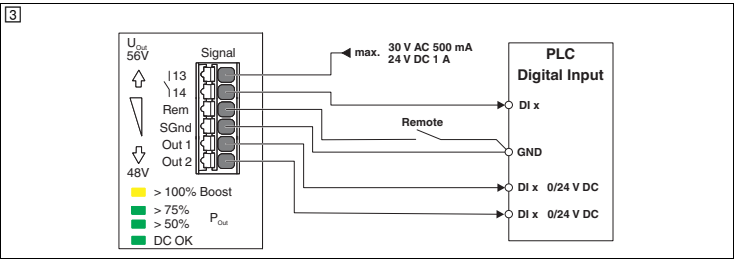 3
U Out
56V
Signal
13
14
Rem
SGnd
Out 1
Out 2
48V
> 100% Boost
> 75%
> 50%
P Out
DC OK
max. 30 V AC 500 mA
24 V DC 1 A
Remote
PLC
Digital Input
DI x
GND
DI x 0/24 V DC
DI x 0/24 V DC